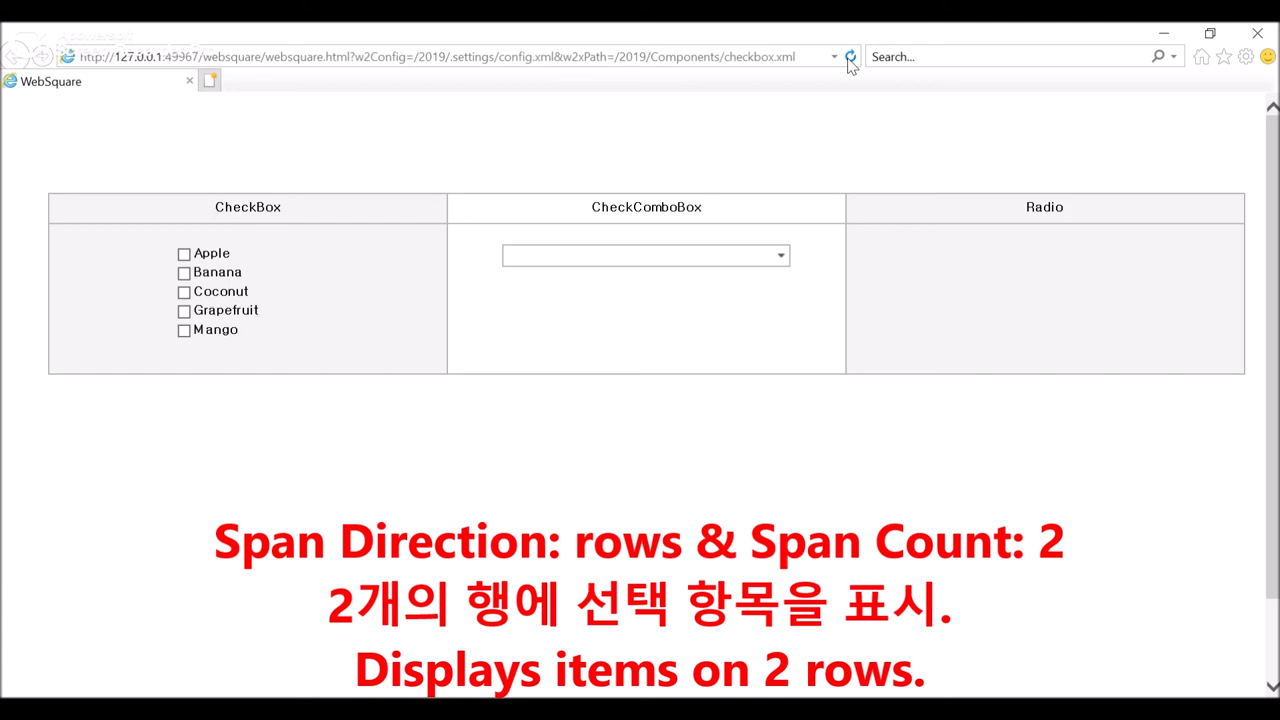 Apowersoft
http://127.0.0.1:49967/websquare/websquare.html?w2Config=/2019/.settings/config.xml&w2xPath=/2019/Components/checkbox.xml
Search...
WebSquare
CheckBox CheckComboBox Radio
Apple
Banana
Coconut
Grapefruit
Mango
Span Direction: rows & Span Count: 2
2개의 행에 선택 항목을 표시.
Displays items on 2 rows.